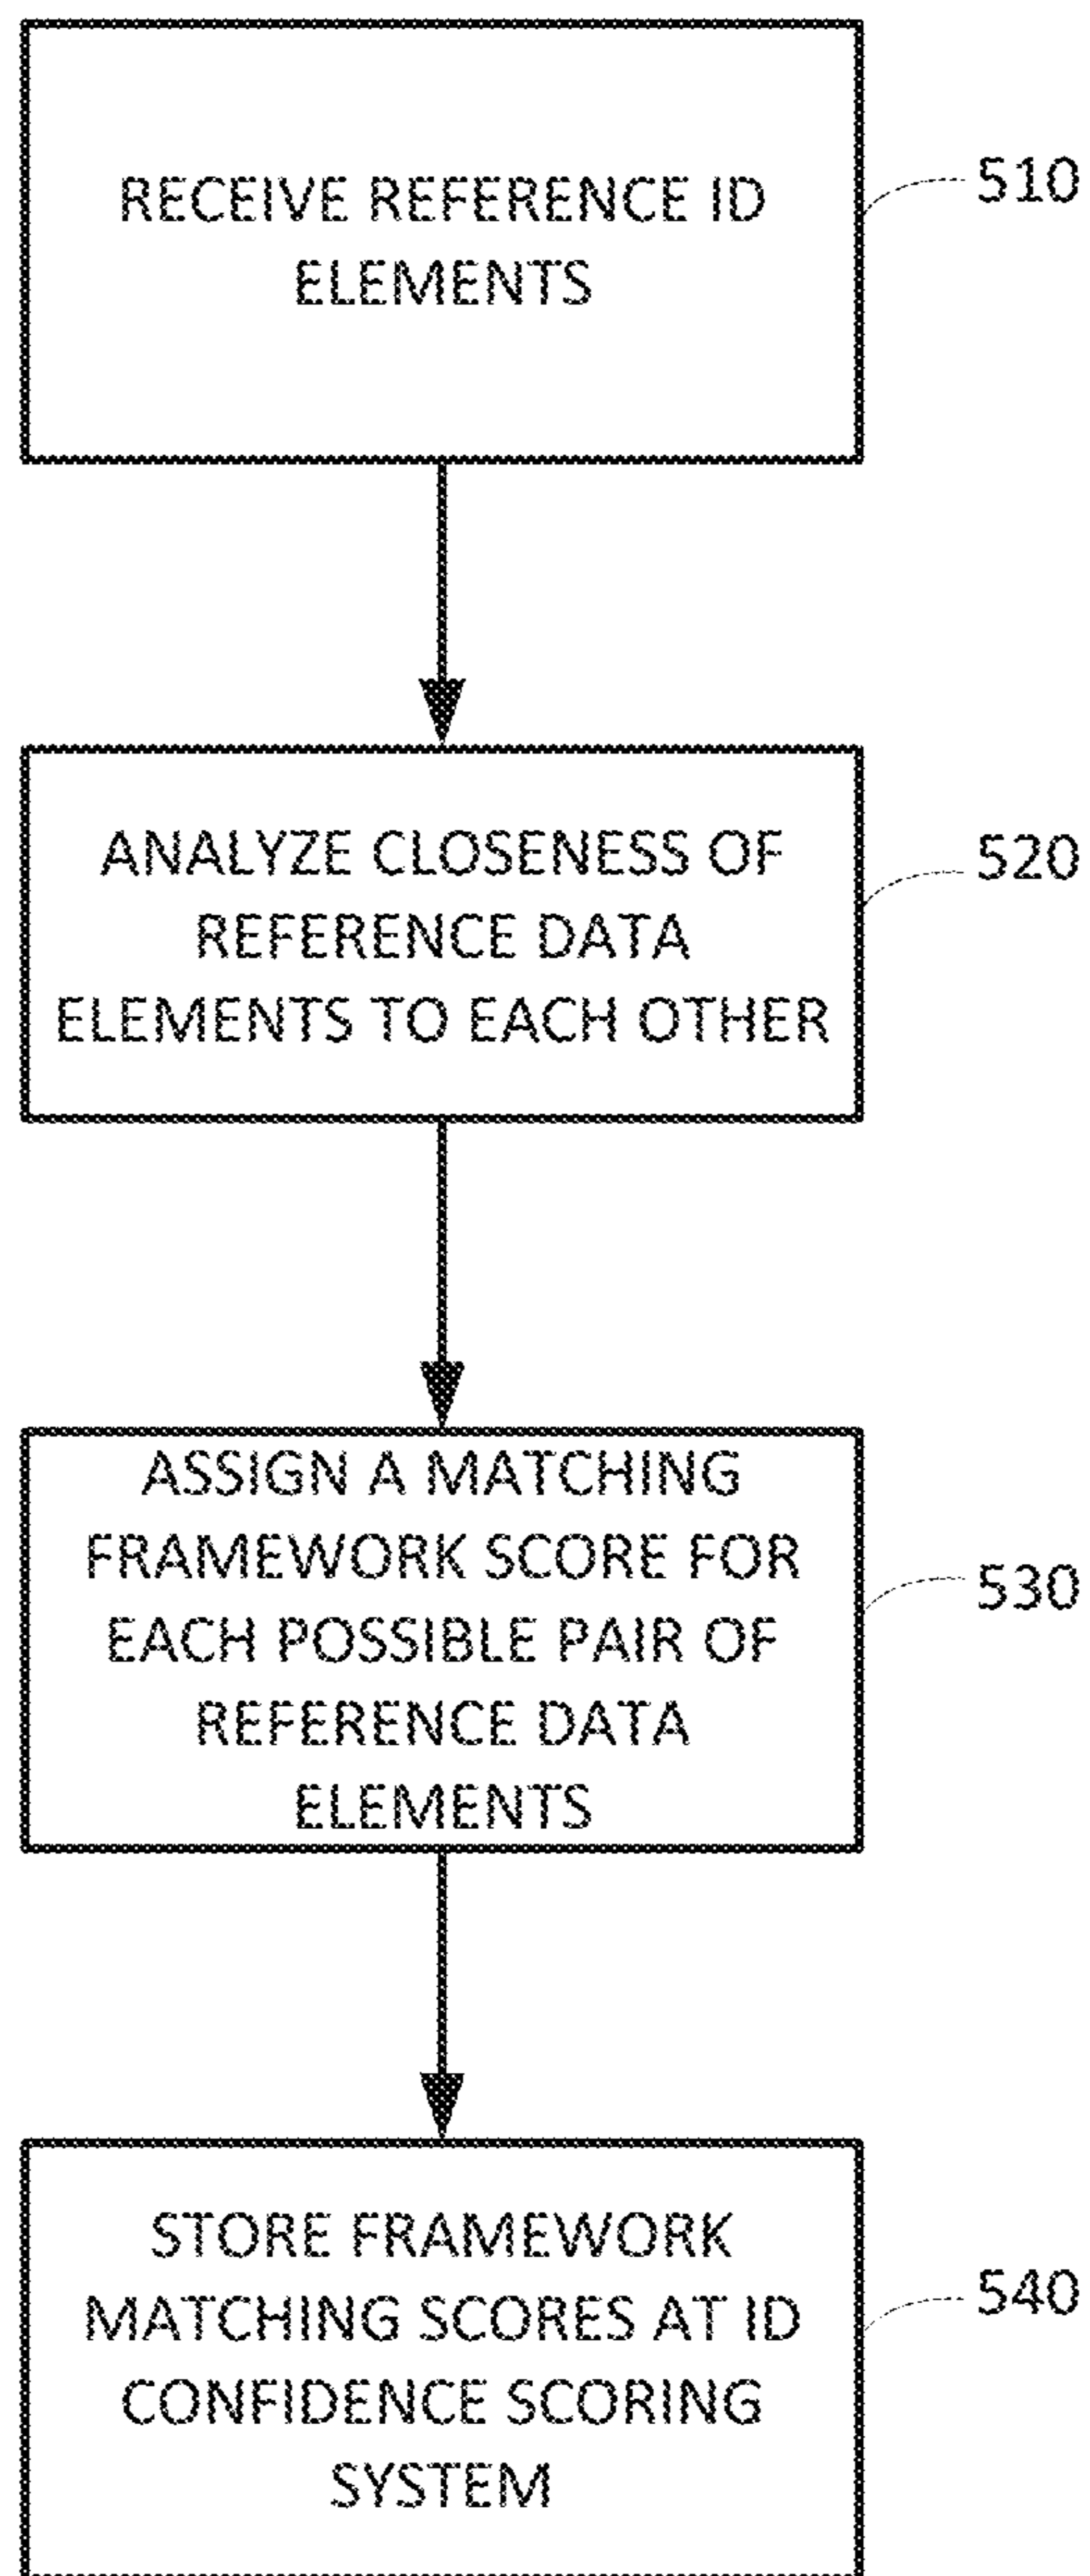 RECEIVE REFERENCE ID
ELEMENTS
510
ANALYZE CLOSENESS OF
REFERENCE DATA
ELEMENTS TO EACH OTHER
520
ASSIGN A MATCHING
FRAMEWORK SCORE FOR
EACH POSSIBLE PAIR OF
REFERENCE DATA
ELEMENTS
530
STORE FRAMEWORK
MATCHING SCORES AT ID
CONFIDENCE SCORING
SYSTEM
540